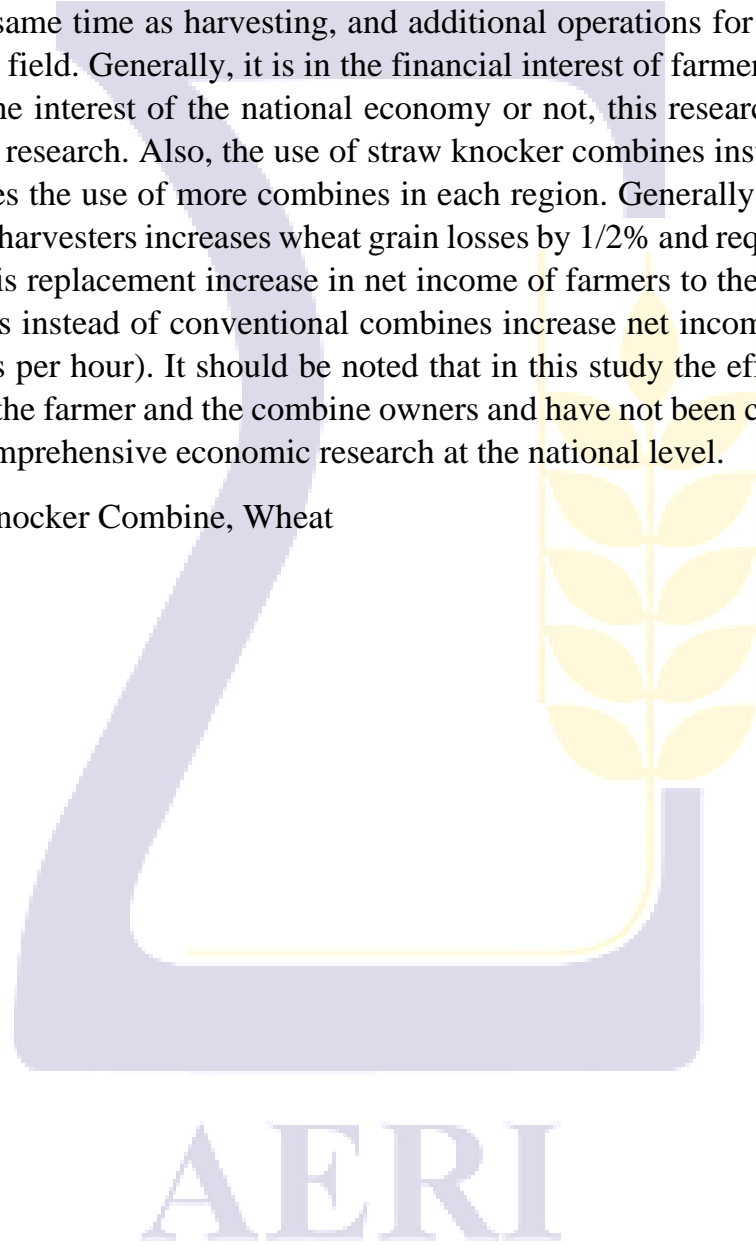 same time as harvesting, and additional operations for
field. Generally, it is in the financial interest of farmer
ne interest of the national economy or not, this researc
research. Also, the use of straw knocker combines inst
es the use of more combines in each region. Generally
harvesters increases wheat grain losses by 1/2% and req
is replacement increase in net income of farmers to the
s instead of conventional combines increase net incom
s per hour). It should be noted that in this study the eff
the farmer and the combine owners and have not been c
mprehensive economic research at the national level.
nocker Combine, Wheat
AERI